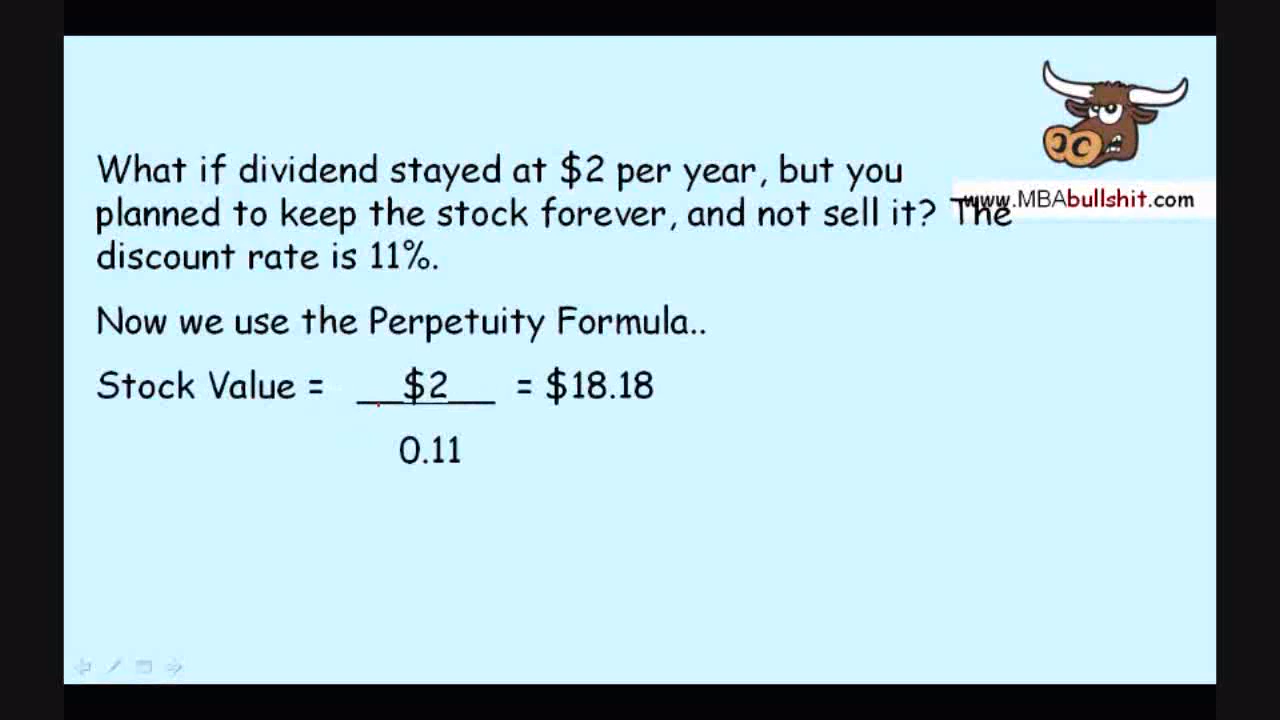 What if dividend stayed at $2 per year, but you
planned to keep the stock forever, and not sell it? The
discount rate is 11%.
www.MBAbullshit.com
Now we use the Perpetuity Formula..
Stock Value = __$2__ = $18.18
0.11